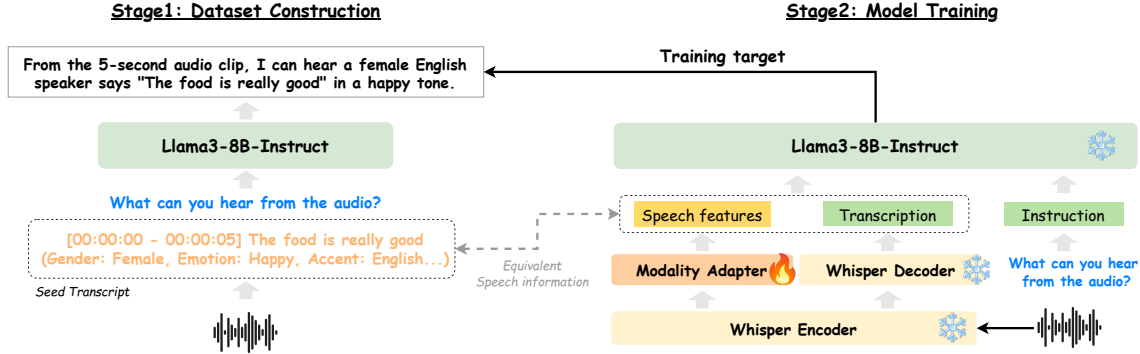 Stage1: Dataset Construction
From the 5-second audio clip, I can hear a female English
speaker says "The food is really good" in a happy tone.
Llama3-8B-Instruct
What can you hear from the audio?
[00:00:00 - 00:00:05] The food is really good
(Gender: Female, Emotion: Happy, Accent: English...)
Seed Transcript
Equivalent
Speech information
Stage2: Model Training
Training target
Llama3-8B-Instruct
Speech features
Transcription
Instruction
Modality Adapter
Whisper Decoder
What can you hear
from the audio?
Whisper Encoder